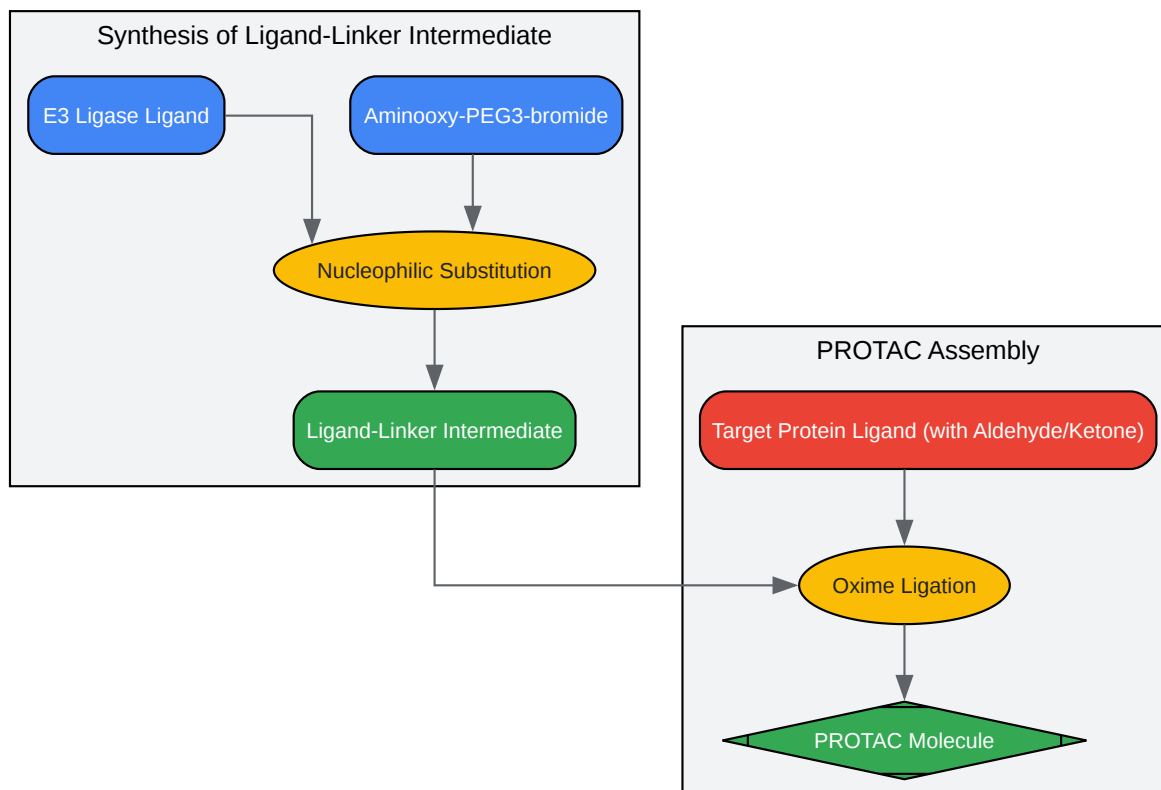 Synthesis of Ligand-Linker Intermediate
E3 Ligase Ligand
Aminooxy-PEG3-bromide
Nucleophilic Substitution
Ligand-Linker Intermediate
PROTAC Assembly
Target Protein Ligand (with Aldehyde/Ketone)
Oxime Ligation
PROTAC Molecule